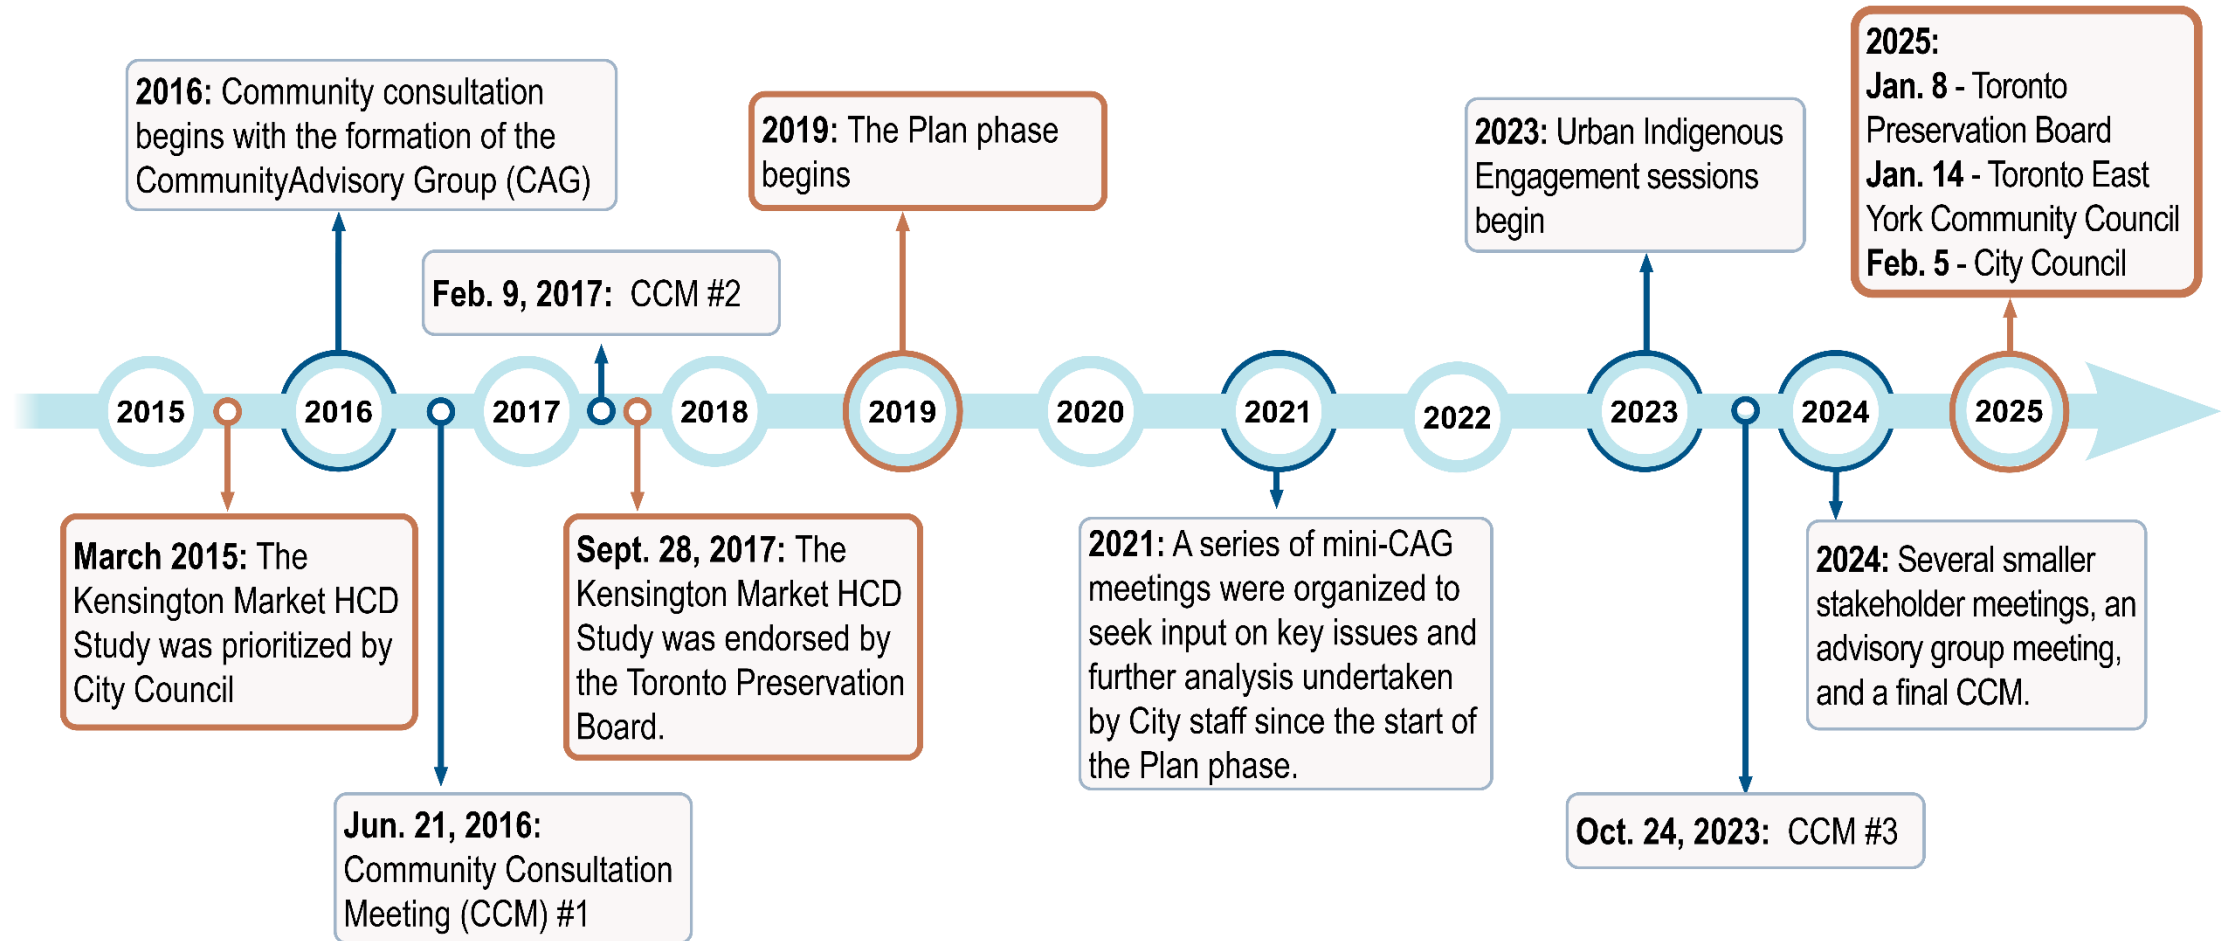 2016: Community consultation
begins with the formation of the
CommunityAdvisory Group (CAG)
Feb. 9, 2017: CCM #2
2019: The Plan phase
begins
2023: Urban Indigenous
Engagement sessions
begin
2025:
Jan. 8 - Toronto
Preservation Board
Jan. 14 - Toronto East
York Community Council
Feb. 5 - City Council
2015
2016
2017
2018
2019
2020
2021
2022
2023
2024
2025
March 2015: The
Kensington Market HCD
Study was prioritized by
City Council
Jun. 21, 2016:
Community Consultation
Meeting (CCM) #1
Sept. 28, 2017: The
Kensington Market HCD
Study was endorsed by
the Toronto Preservation
Board.
2021: A series of mini-CAG
meetings were organized to
seek input on key issues and
further analysis undertaken
by City staff since the start of
the Plan phase.
Oct. 24, 2023: CCM #3
2024: Several smaller
stakeholder meetings, an
advisory group meeting,
and a final CCM.